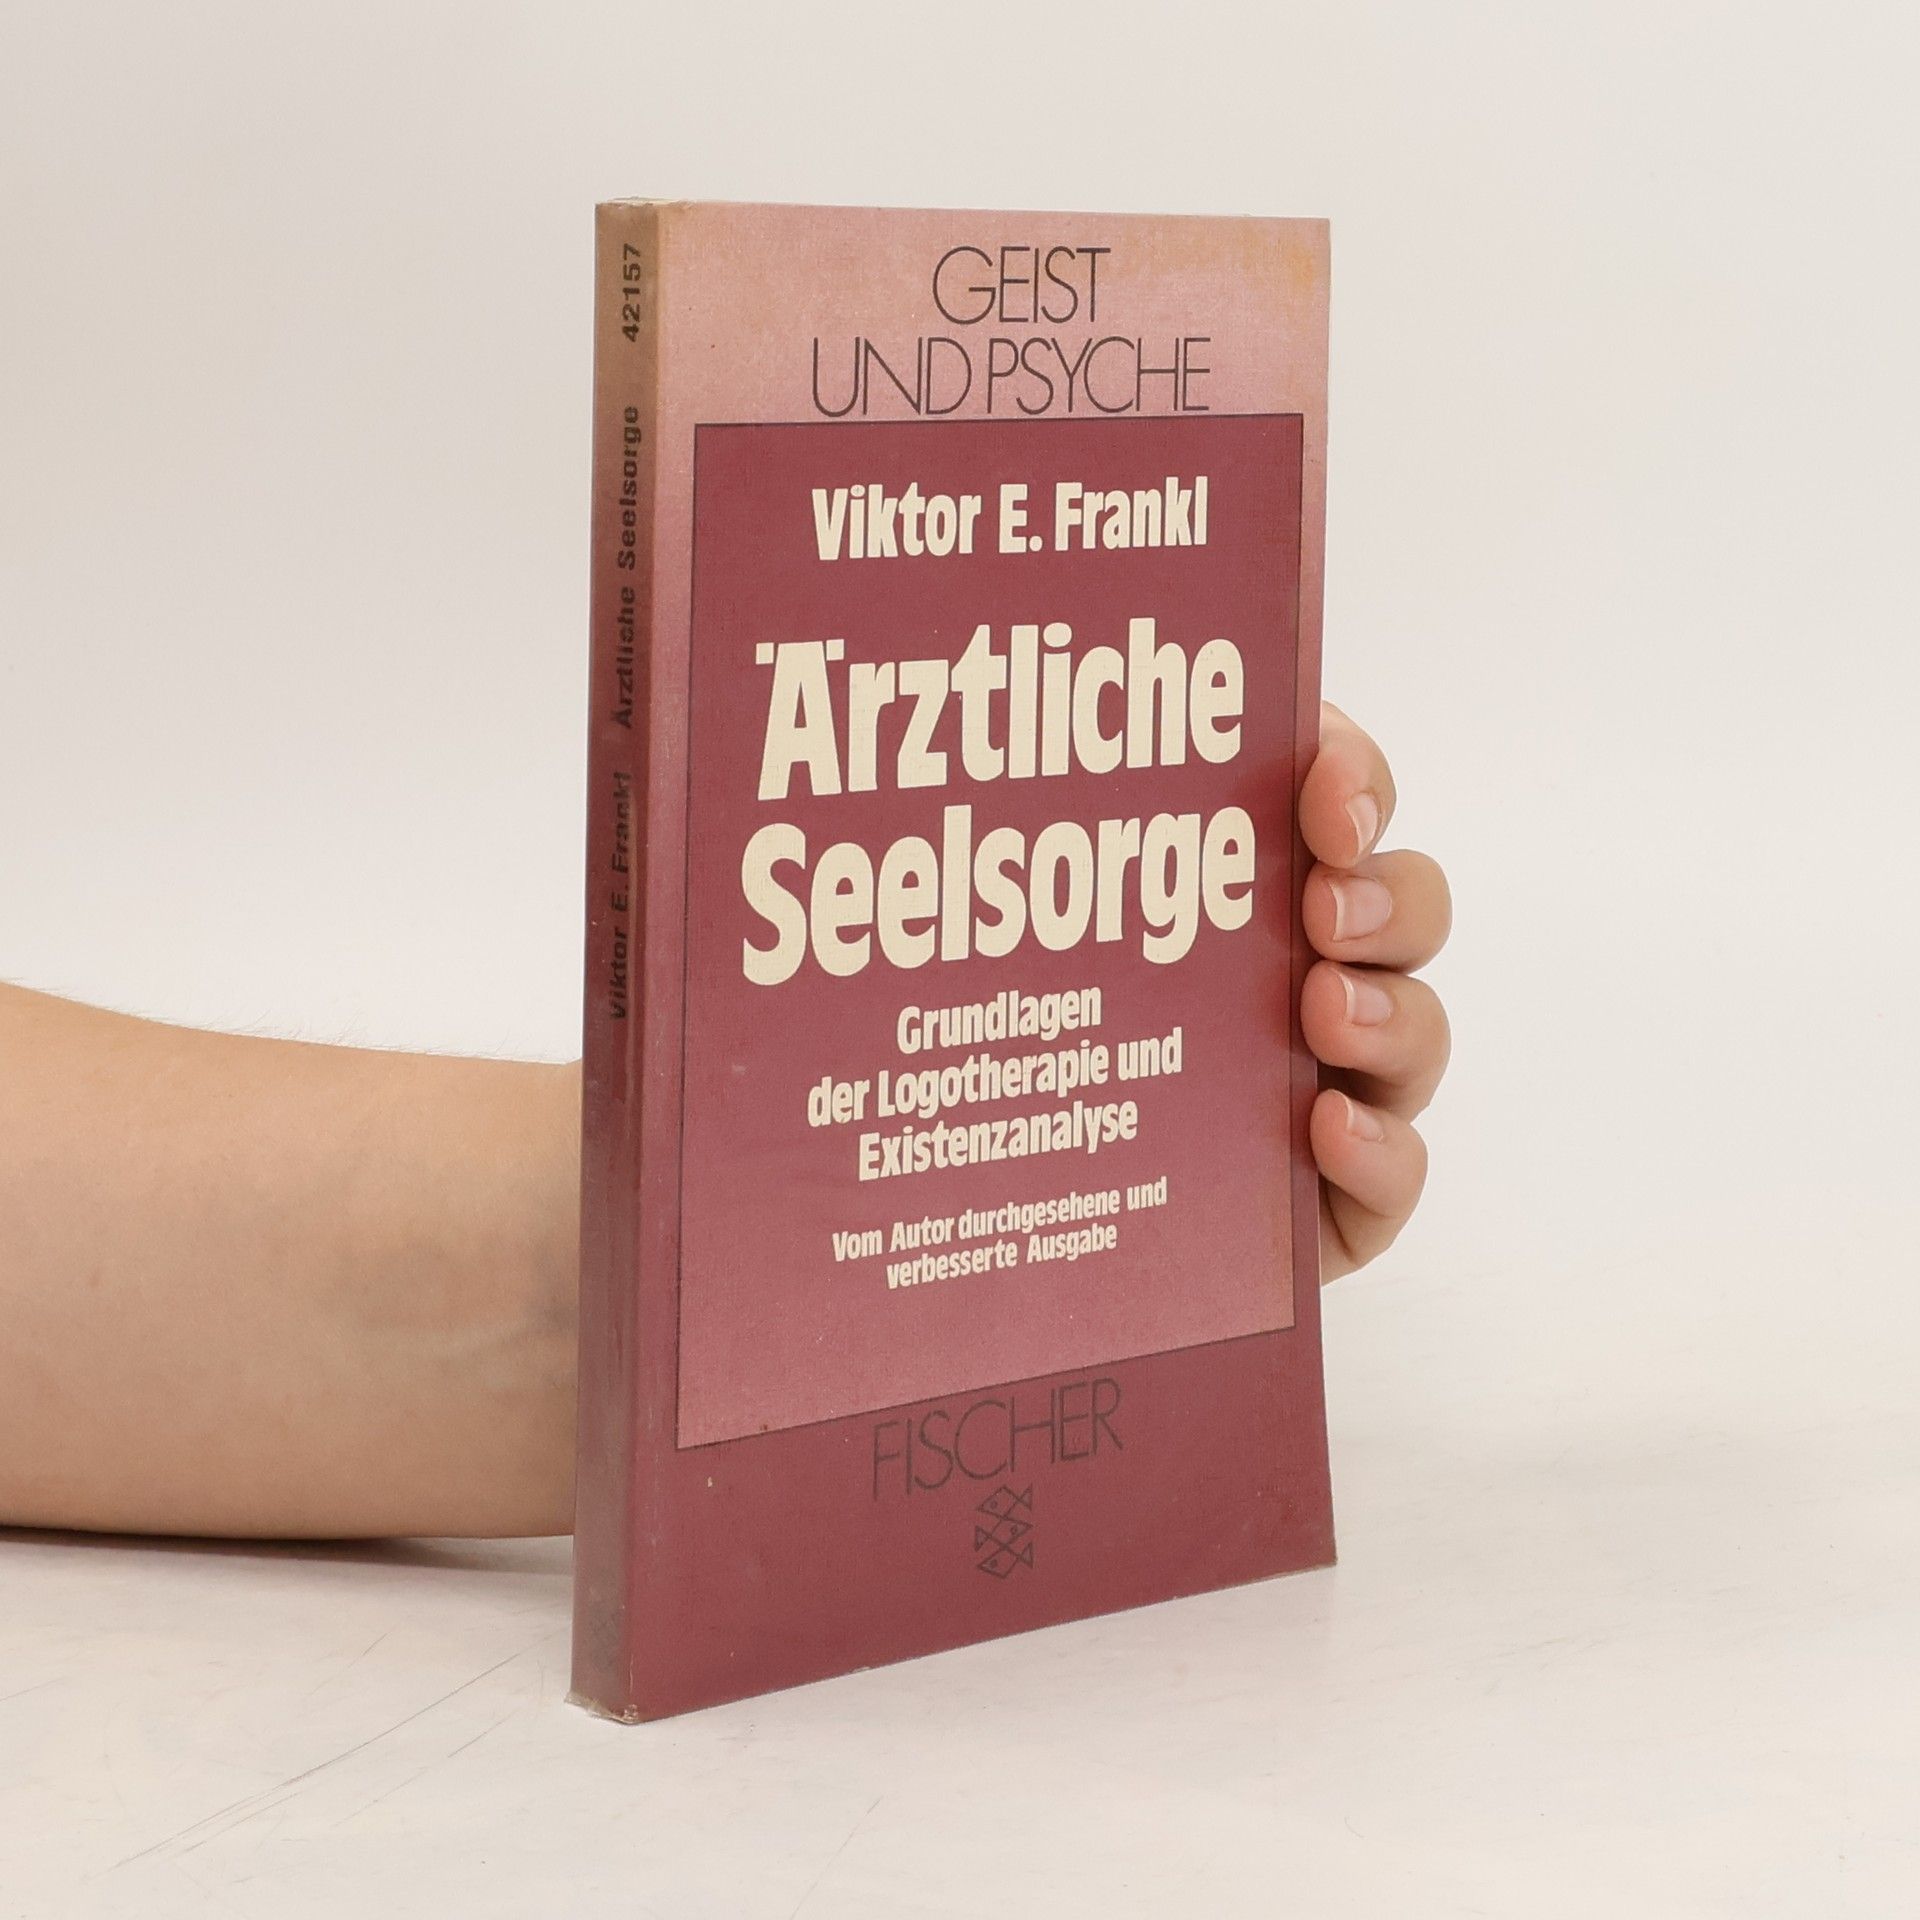 Viktor E. Frankl Ärztliche Seelsorge 42157
GEIST
UND PSYCHE
Viktor E. Frankl
Ärztliche
Seelsorge
Grundlagen
der Logotherapie und
Existenzanalyse
Vom Autor durchgesehene und
verbesserte Ausgabe
FISCHER